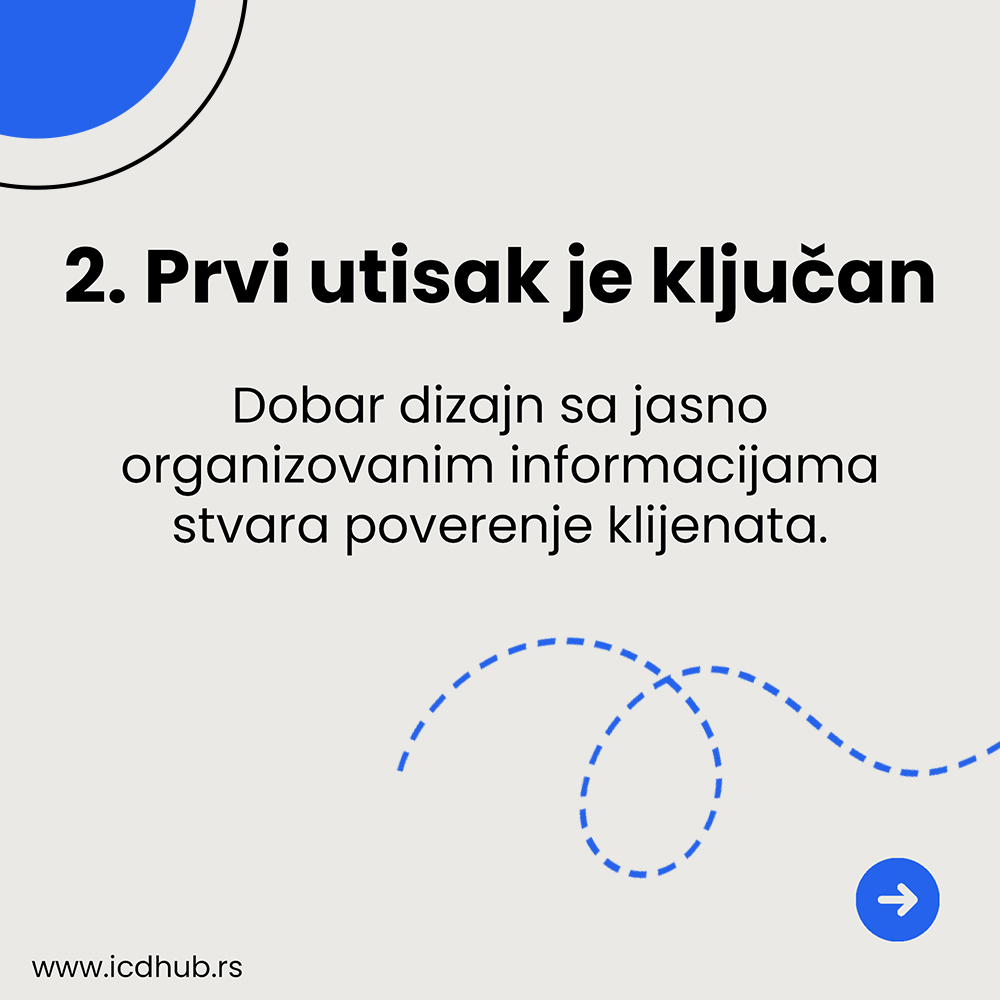 2. Prvi utisak je ključan
Dobar dizajn sa jasno
organizovanim informacijama
stvara poverenje klijenata.
www.icdhub.rs